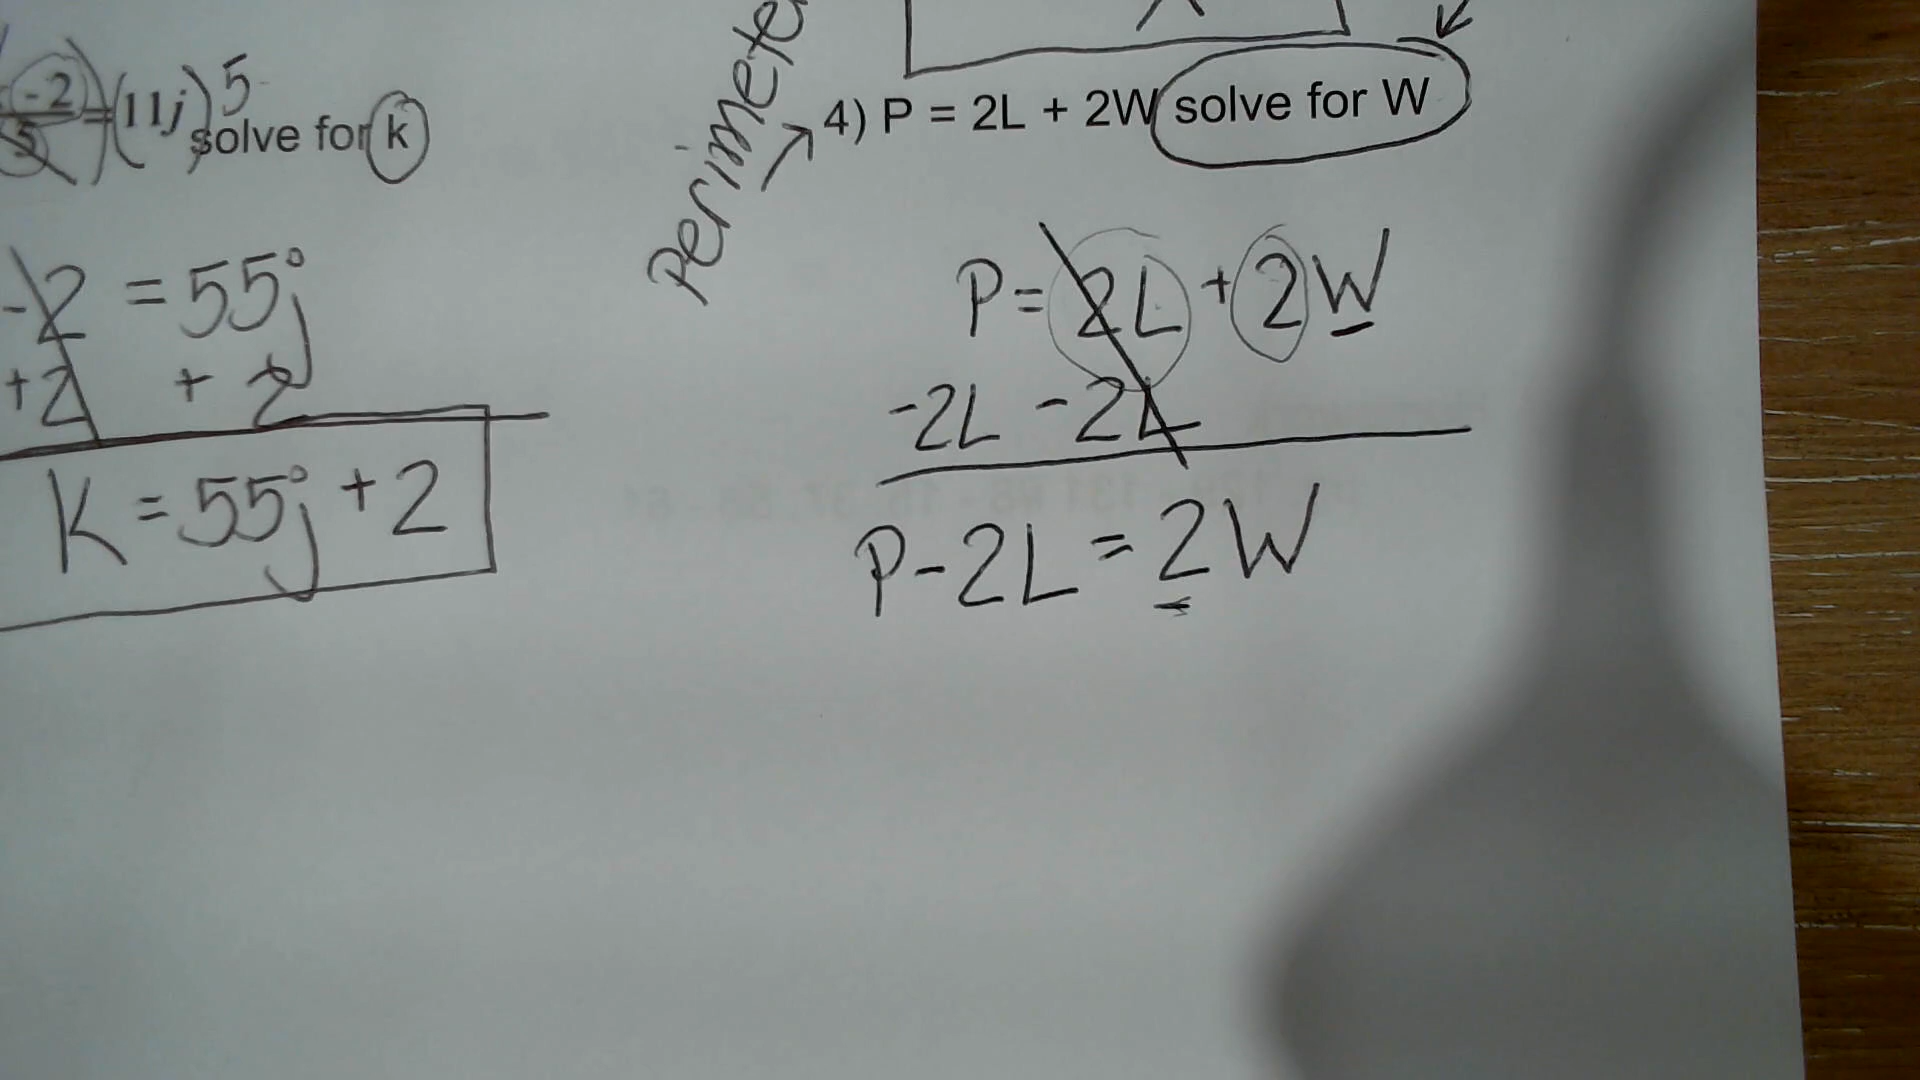 -2 = (11j) 5
5
solve for k
-2 = 55j
+2 + 2
K = 55j + 2
Perimete
4) P = 2L + 2W solve for W
P = 2L + 2W
-2L -2L
P - 2L = 2W